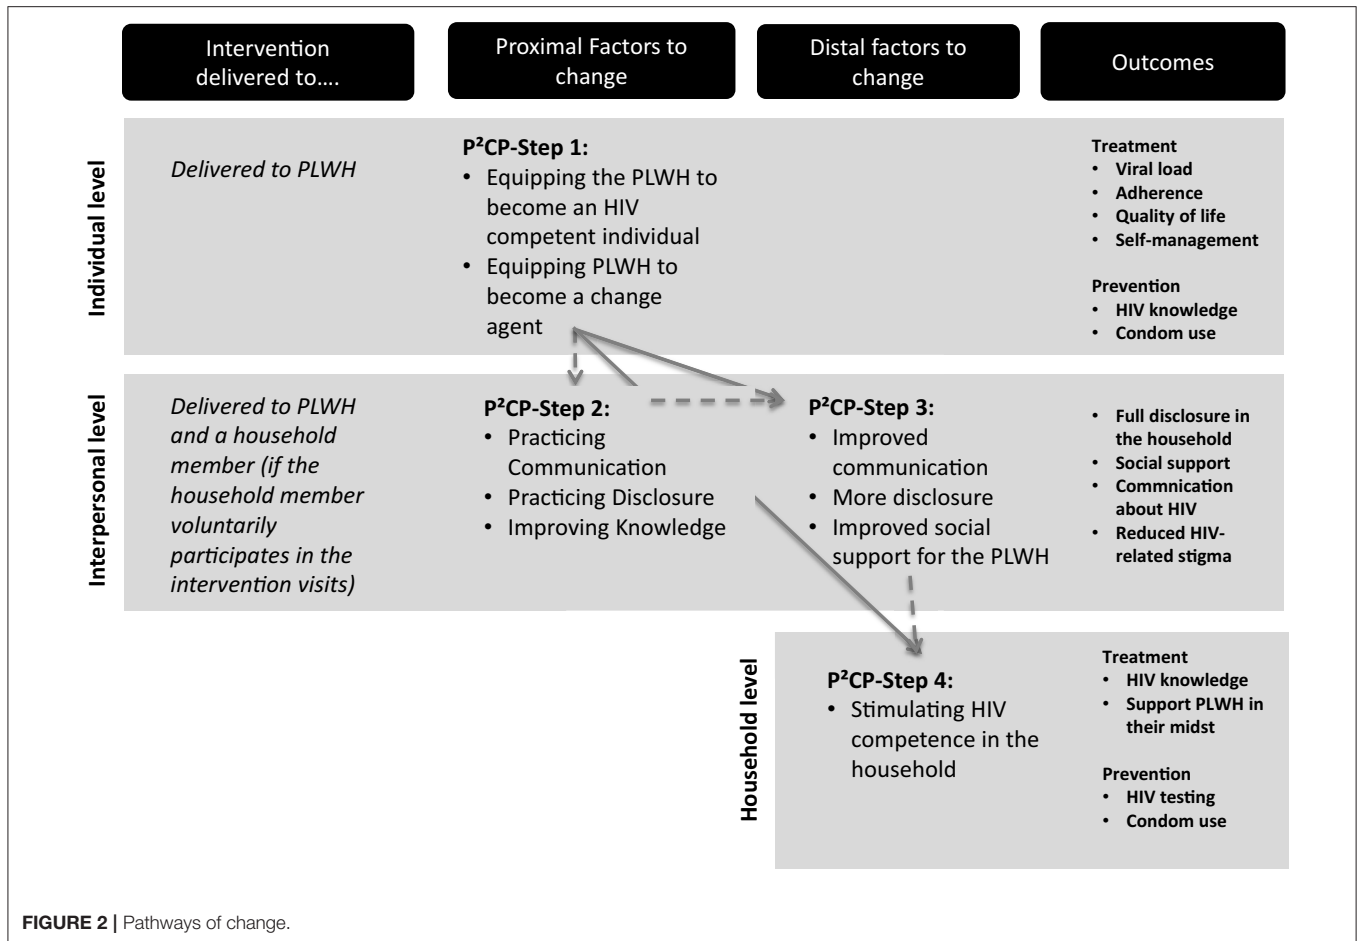 Intervention
delivered to....
Proximal Factors to
change
Distal factors to
change
Outcomes
Individual level
Delivered to PLWH
P²CP-Step 1:
• Equipping the PLWH to
become an HIV
competent individual
• Equipping PLWH to
become a change
agent
Treatment
• Viral load
• Adherence
• Quality of life
• Self-management
Prevention
• HIV knowledge
• Condom use
Interpersonal level
Delivered to PLWH
and a household
member (if the
household member
voluntarily
participates in the
intervention visits)
P²CP-Step 2:
• Practicing
Communication
• Practicing Disclosure
• Improving Knowledge
P²CP-Step 3:
• Improved
communication
• More disclosure
• Improved social
support for the PLWH
• Full disclosure in
the household
• Social support
• Commnication
about HIV
• Reduced HIV-
related stigma
Household level
P²CP-Step 4:
• Stimulating HIV
competence in the
household
Treatment
• HIV knowledge
• Support PLWH in
their midst
Prevention
• HIV testing
• Condom use
FIGURE 2 | Pathways of change.